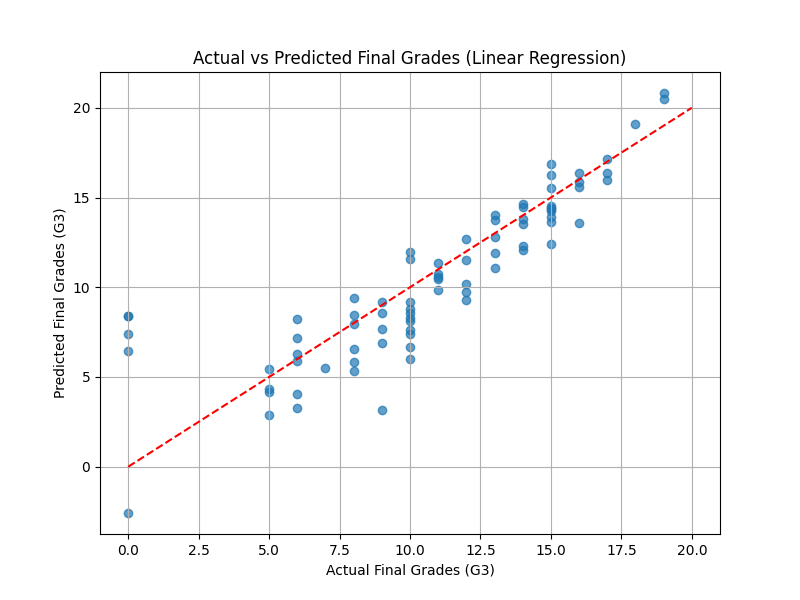 Actual vs Predicted Final Grades (Linear Regression)
Predicted Final Grades (G3)
20
15
10
5
0
0.0 2.5 5.0 7.5 10.0 12.5 15.0 17.5 20.0
Actual Final Grades (G3)